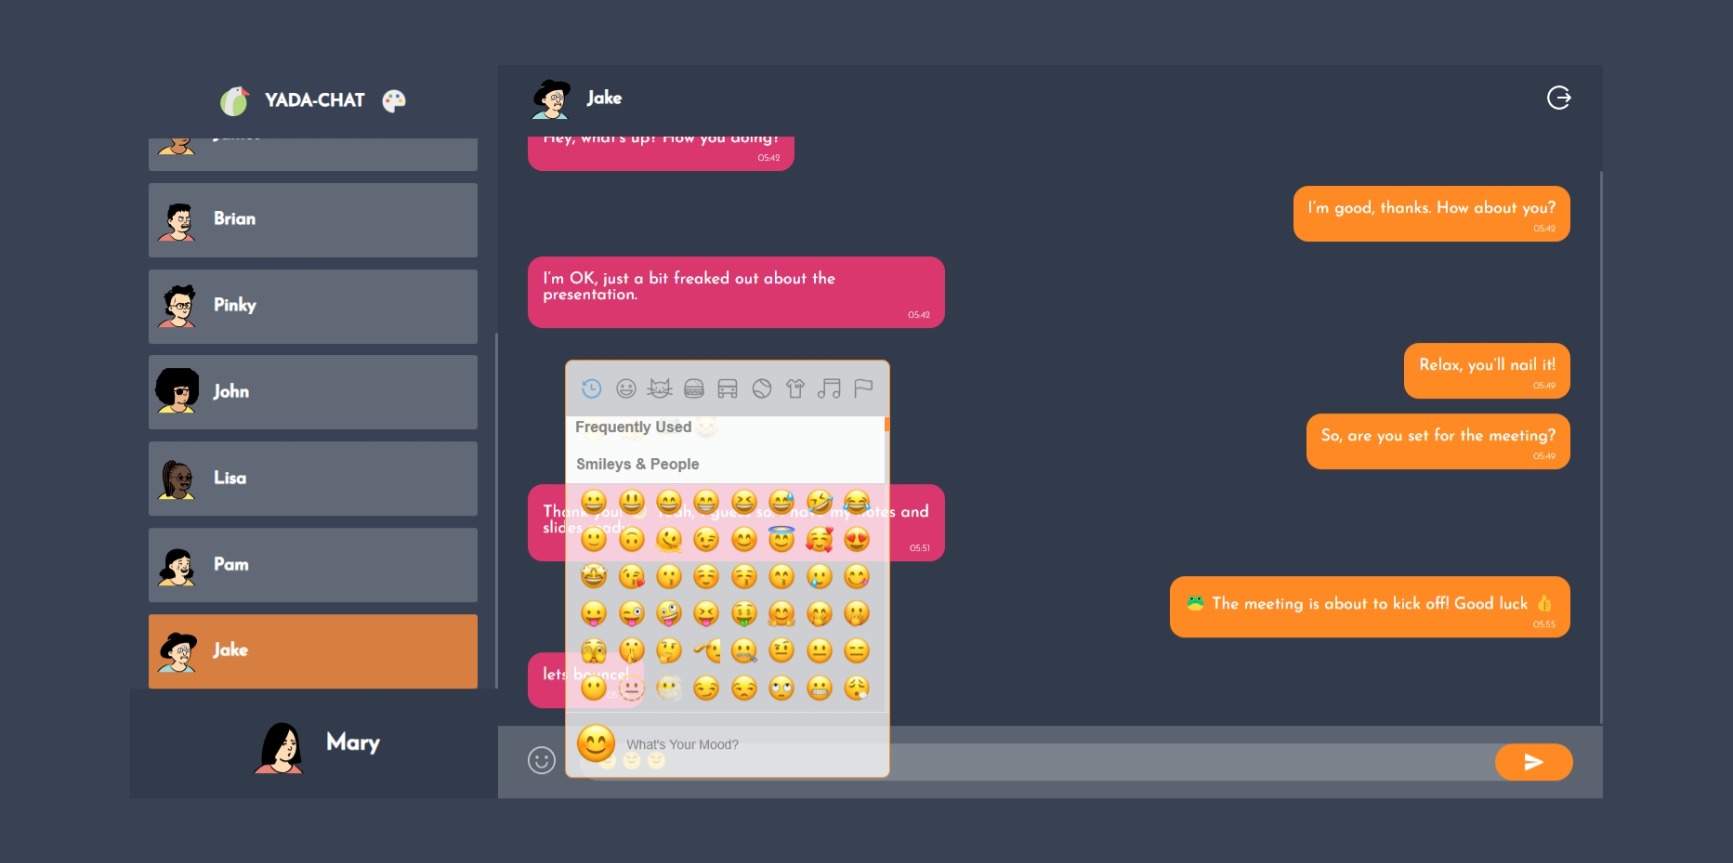 YADA-CHAT
Brian
Pinky
John
Lisa
Pam
Jake
Mary
Jake
Hey, what's up? How you doing?
05:42
I'm good, thanks. How about you?
05:42
I'm OK, just a bit freaked out about the
presentation.
05:42
Relax, you'll nail it!
05:49
So, are you set for the meeting?
05:49
Thank you! Yeah, I guess so. I have my notes and
slides ready
05:51
🐸 The meeting is about to kick off! Good luck 👍
05:55
lets bounce!
Frequently Used
Smileys & People
What's Your Mood?